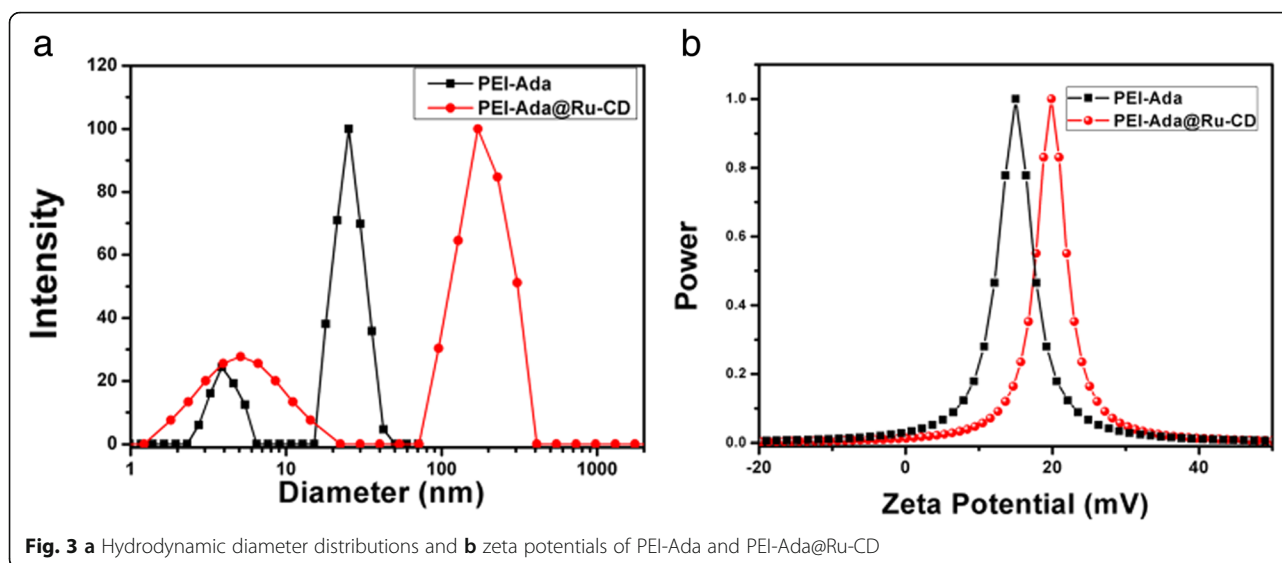 a
120
100
80
60
40
20
0
Intensity
1
10
100
1000
Diameter (nm)
PEI-Ada
PEI-Ada@Ru-CD
b
1.0
0.8
0.6
0.4
0.2
0.0
Power
-20
0
20
40
Zeta Potential (mV)
PEI-Ada
PEI-Ada@Ru-CD
Fig. 3 a Hydrodynamic diameter distributions and b zeta potentials of PEI-Ada and PEI-Ada@Ru-CD